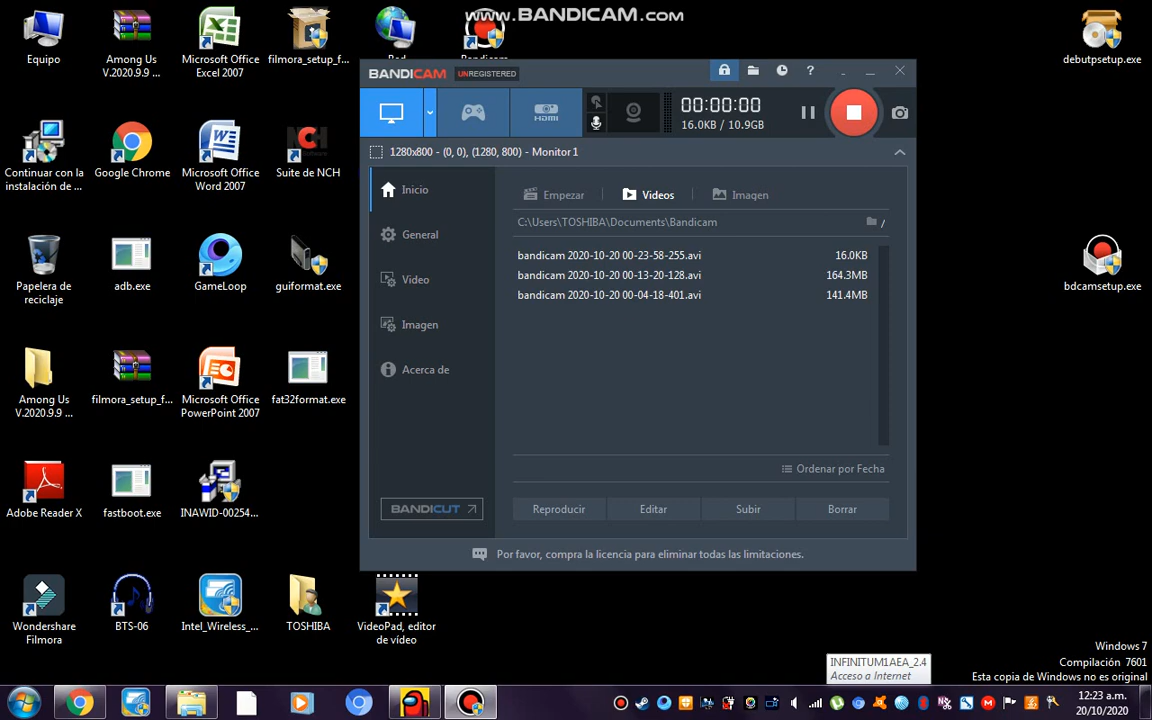 www.BANDICAM.com
Equipo
Among Us
V.2020.9.9 ...
Microsoft Office
Excel 2007
filmora_setup_f...
debutpsetup.exe
BANDICAM UNREGISTERED
HDMI
00:00:00
16.0KB / 10.9GB
1280x800 - (0, 0), (1280, 800) - Monitor 1
Continuar con la
instalación de ...
Google Chrome
Microsoft Office
Word 2007
NCH
Suite de NCH
Inicio
General
Video
Imagen
Acerca de
BANDICUT
Empezar
Videos
Imagen
C:\Users\TOSHIBA\Documents\Bandicam
/
bandicam 2020-10-20 00-23-58-255.avi 16.0KB
bandicam 2020-10-20 00-13-20-128.avi 164.3MB
bandicam 2020-10-20 00-04-18-401.avi 141.4MB
Ordenar por Fecha
Reproducir
Editar
Subir
Borrar
Por favor, compra la licencia para eliminar todas las limitaciones.
Papelera de
reciclaje
adb.exe
GameLoop
guiformat.exe
bdcamsetup.exe
Among Us
V.2020.9.9 ...
filmora_setup_f...
Microsoft Office
PowerPoint 2007
fat32format.exe
Adobe Reader X
fastboot.exe
INAWID-00254...
Wondershare
Filmora
BTS-06
Intel_Wireless_...
TOSHIBA
VideoPad, editor
de vídeo
INFINITUM1AEA_2.4
Acceso a Internet
Windows 7
Compilación 7601
Esta copia de Windows no es original
12:23 a.m.
20/10/2020